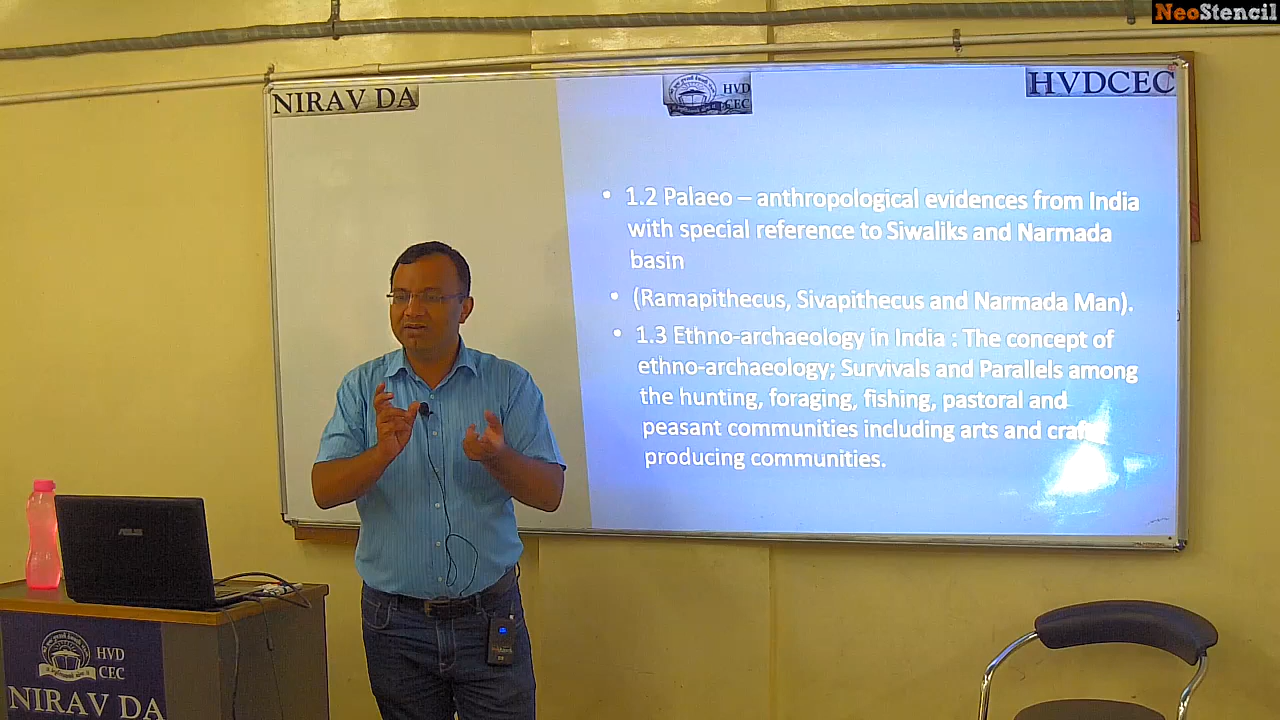 NeoStencil
NIRAV DA
HVD
CEC
HVDCEC
• 1.2 Palaeo – anthropological evidences from India
with special reference to Siwaliks and Narmada
basin
• (Ramapithecus, Sivapithecus and Narmada Man).
• 1.3 Ethno-archaeology in India : The concept of
ethno-archaeology; Survivals and Parallels among
the hunting, foraging, fishing, pastoral and
peasant communities including arts and
producing communities.
ASUS
HVD
CEC
NIRAV DA